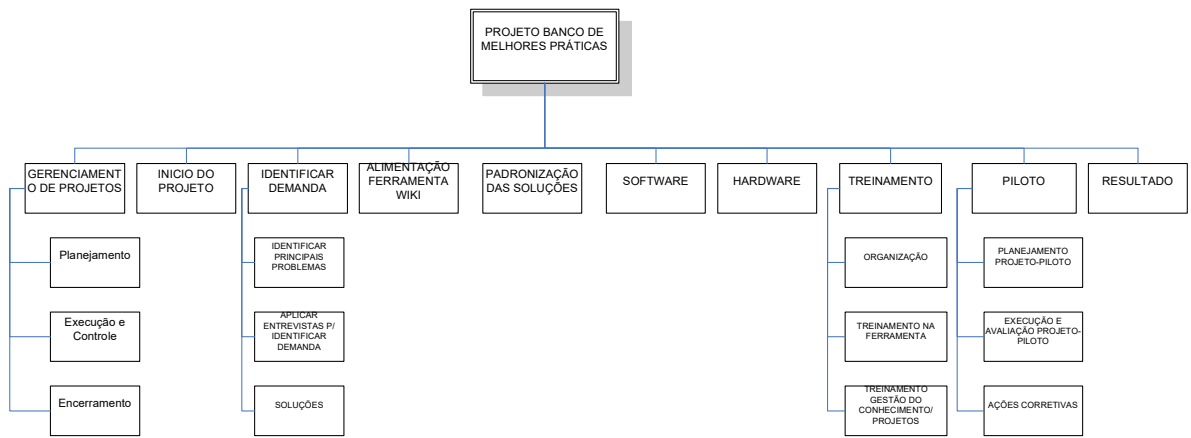 PROJETO BANCO DE
MELHORES PRÁTICAS
GERENCIAMENT
O DE PROJETOS
INICIO DO
PROJETO
IDENTIFICAR
DEMANDA
ALIMENTAÇÃO
FERRAMENTA
WIKI
PADRONIZAÇÃO
DAS SOLUÇÕES
SOFTWARE
HARDWARE
TREINAMENTO
PILOTO
RESULTADO
Planejamento
Execução e
Controle
Encerramento
IDENTIFICAR
PRINCIPAIS
PROBLEMAS
APLICAR
ENTREVISTAS P/
IDENTIFICAR
DEMANDA
SOLUÇÕES
ORGANIZAÇÃO
TREINAMENTO NA
FERRAMENTA
TREINAMENTO
GESTÃO DO
CONHECIMENTO/
PROJETOS
PLANEJAMENTO
PROJETO-PILOTO
EXECUÇÃO E
AVALIAÇÃO PROJETO-
PILOTO
AÇÕES CORRETIVAS